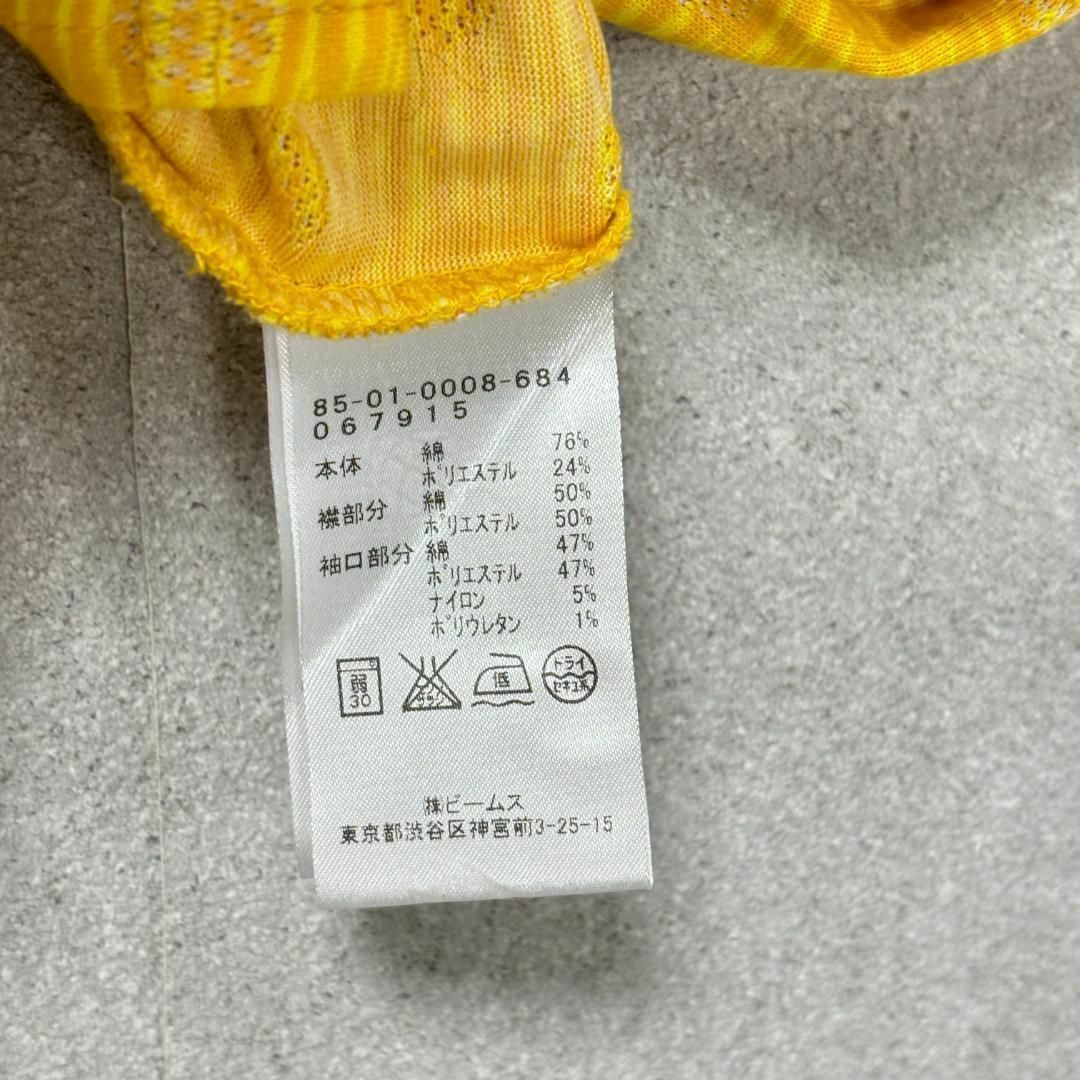 85-01-0008-684
067915
本体 綿 76%
ポリエステル 24%
襟部分 綿 50%
ポリエステル 50%
袖口部分 綿 47%
ポリエステル 47%
ナイロン 5%
ポリウレタン 1%
弱 30 低 ドライ セキユ系
㈱ビームス
東京都渋谷区神宮前3-25-15